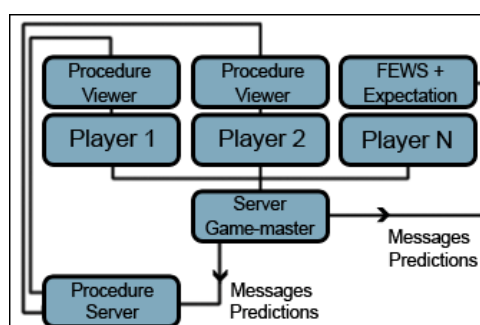 Procedure
Viewer
Procedure
Viewer
FEWS +
Expectation
Player 1
Player 2
Player N
Server
Game-master
Messages
Predictions
Procedure
Server
Messages
Predictions